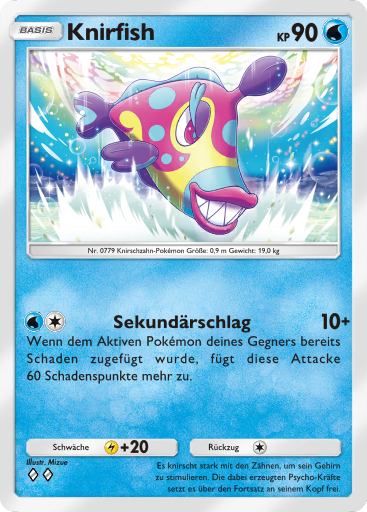 BASIS Knirfish KP 90
Nr. 0779 Knirschzahn-Pokémon Größe: 0,9 m Gewicht: 19,0 kg
Sekundärschlag 10+
Wenn dem Aktiven Pokémon deines Gegners bereits
Schaden zugefügt wurde, fügt diese Attacke
60 Schadenspunkte mehr zu.
Schwäche +20 Rückzug
Illustr. Mizue
Es knirscht stark mit den Zähnen, um sein Gehirn
zu stimulieren. Die dabei erzeugten Psycho-Kräfte
setzt es über den Fortsatz an seinem Kopf frei.